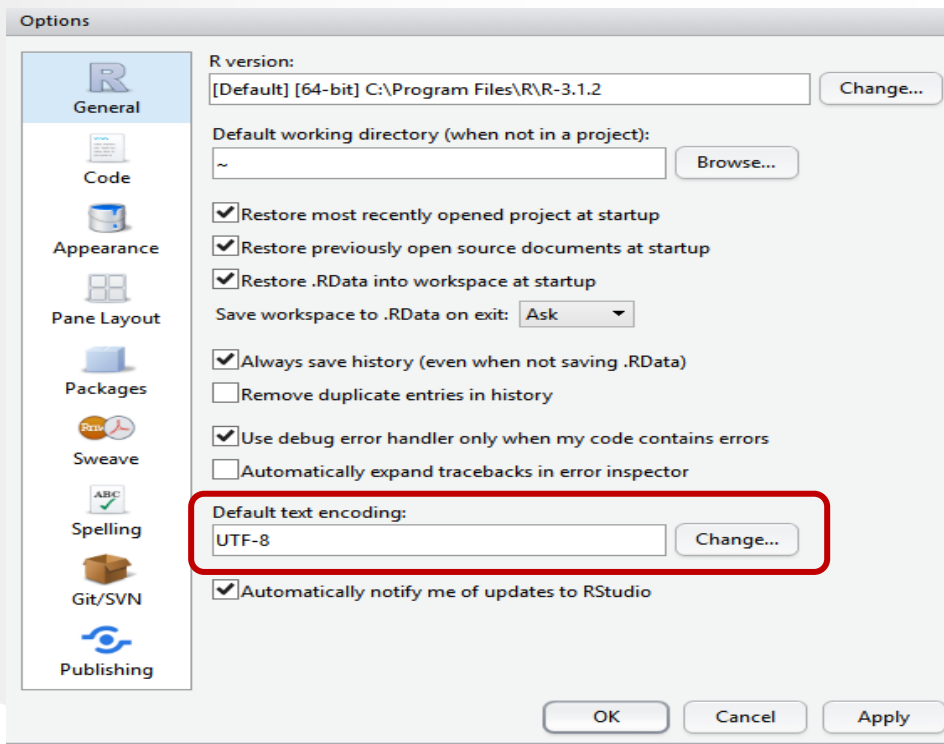 Options
General
Code
Appearance
Pane Layout
Packages
Rnw
Sweave
ABC
Spelling
Git/SVN
Publishing
R version:
[Default] [64-bit] C:\Program Files\R\R-3.1.2
Change...
Default working directory (when not in a project):
~
Browse...
Restore most recently opened project at startup
Restore previously open source documents at startup
Restore .RData into workspace at startup
Save workspace to .RData on exit: Ask
Always save history (even when not saving .RData)
Remove duplicate entries in history
Use debug error handler only when my code contains errors
Automatically expand tracebacks in error inspector
Default text encoding:
UTF-8
Change...
Automatically notify me of updates to RStudio
OK
Cancel
Apply